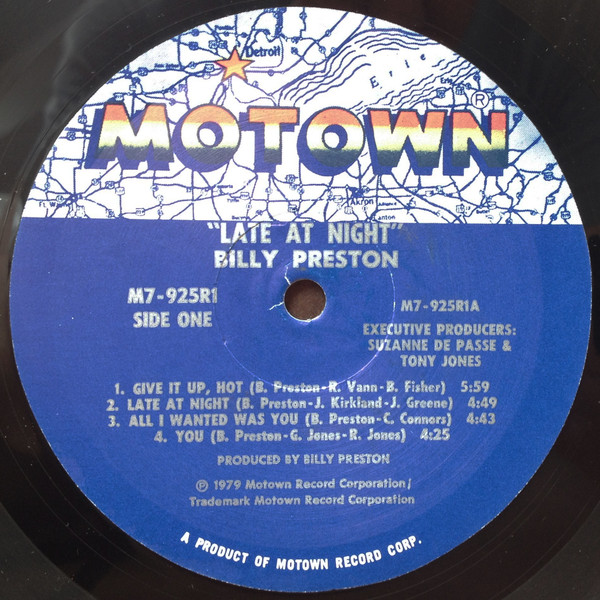 Detroit
Erie
Erie
MOTOWN®
Akron
Canton
Ft. W
"LATE AT NIGHT"
BILLY PRESTON
M7-925R1
SIDE ONE
M7-925R1A
EXECUTIVE PRODUCERS:
SUZANNE DE PASSE &
TONY JONES
1. GIVE IT UP, HOT (B. Preston-R. Vann-B. Fisher) 5:59
2. LATE AT NIGHT (B. Preston-J. Kirkland-J. Greene) 4:49
3. ALL I WANTED WAS YOU (B. Preston-C. Connors) 4:43
4. YOU (B. Preston-G. Jones-R. Jones) 4:25
PRODUCED BY BILLY PRESTON
℗ 1979 Motown Record Corporation/
Trademark Motown Record Corporation
A PRODUCT OF MOTOWN RECORD CORP.